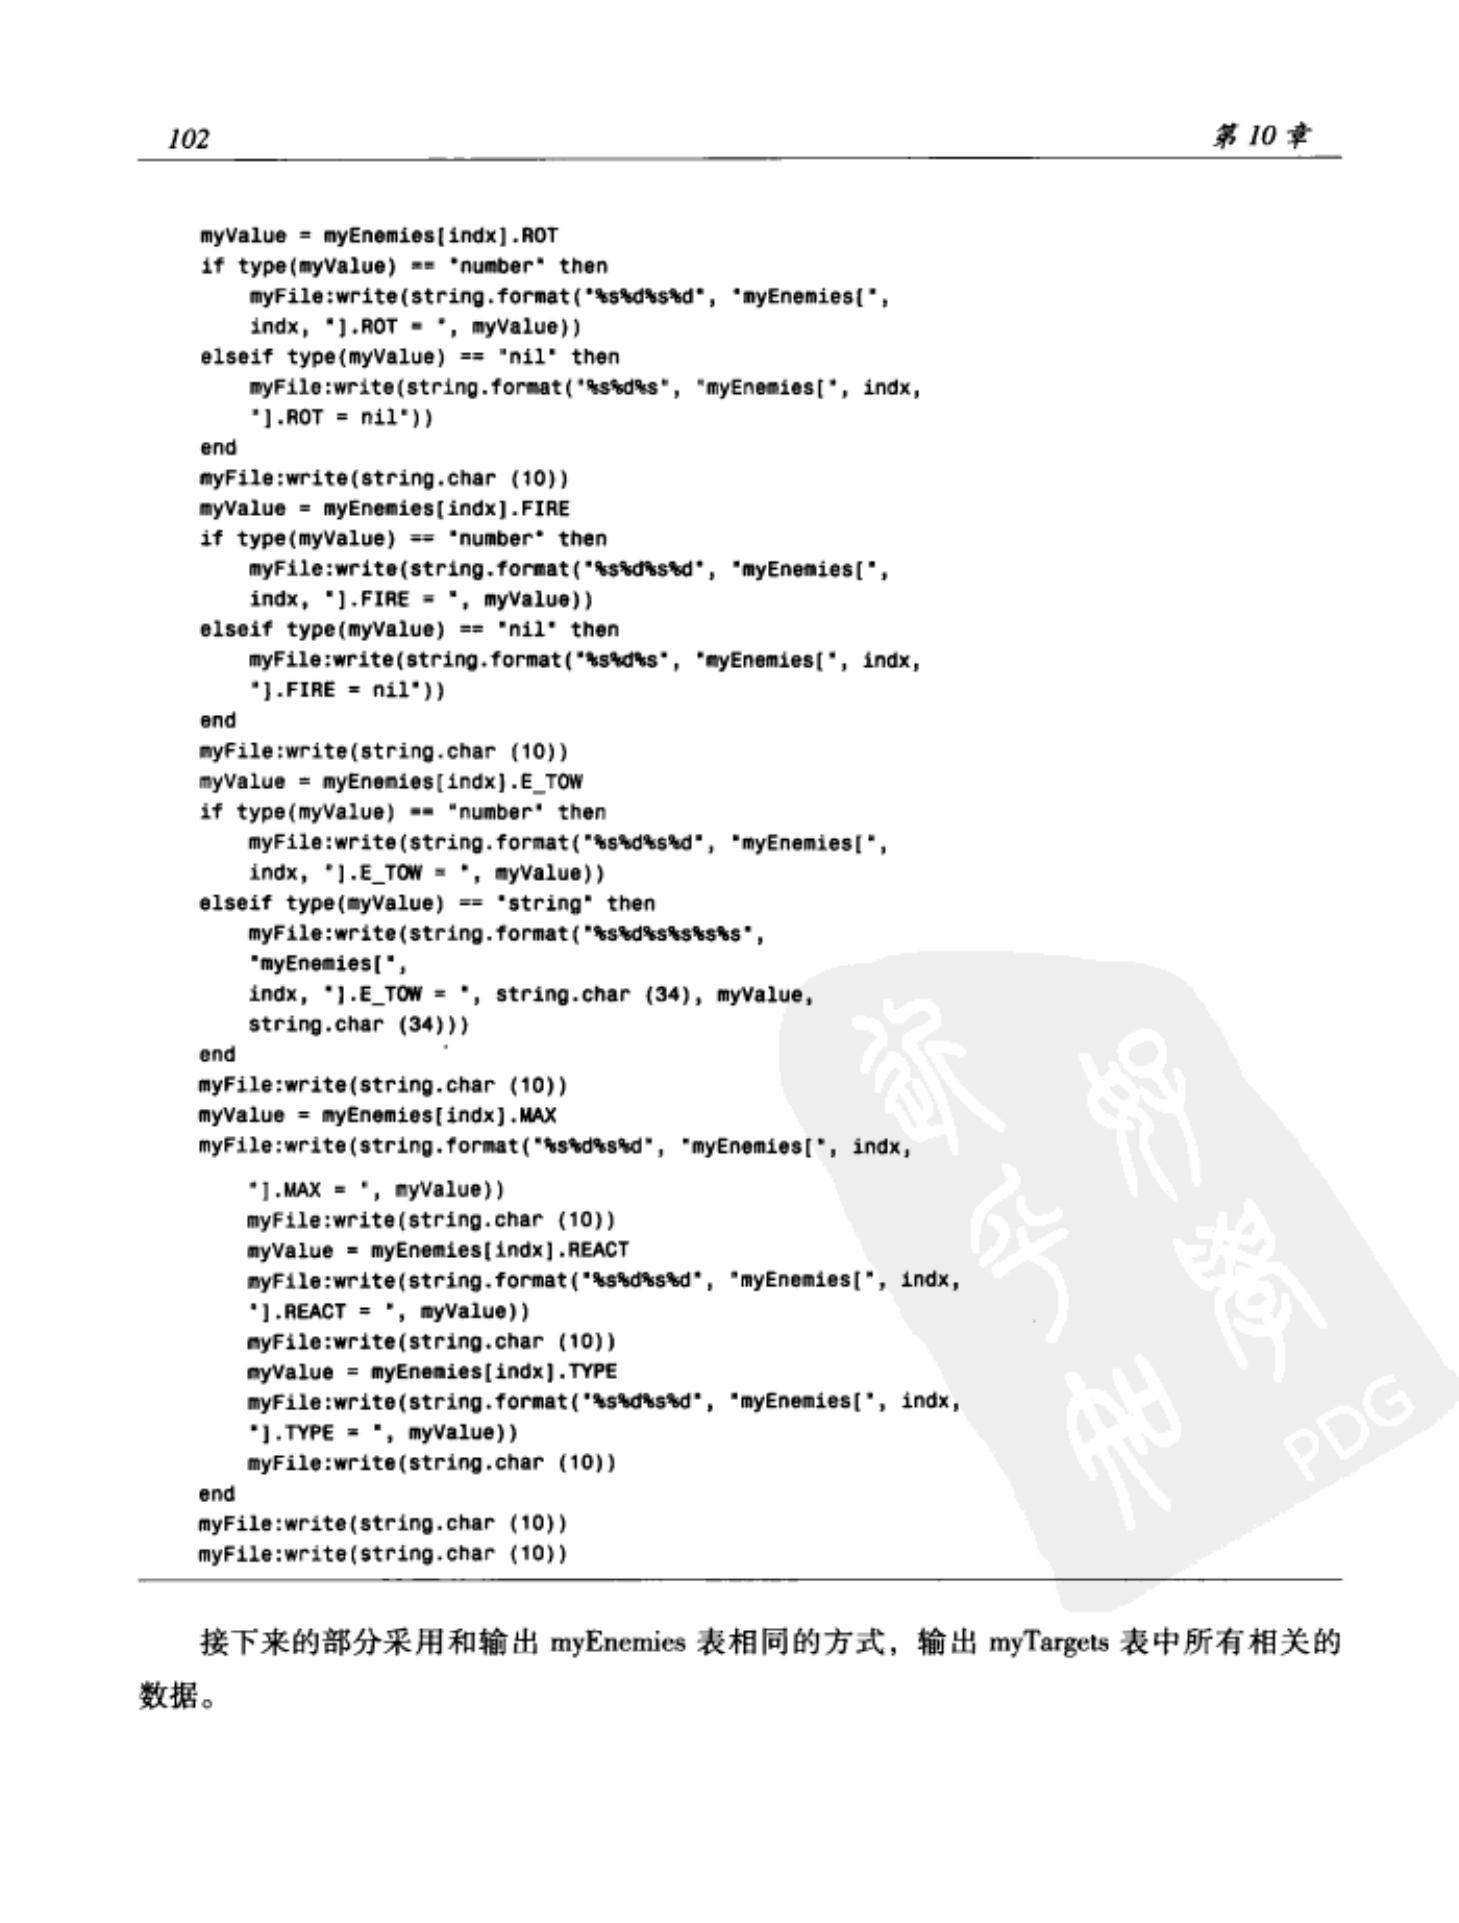 102
第 10 章
myValue = myEnemies[indx].ROT
if type(myValue) == "number" then
myFile:write(string.format("%s%d%s%d", "myEnemies[",
indx, "].ROT = ", myValue))
elseif type(myValue) == "nil" then
myFile:write(string.format("%s%d%s", "myEnemies[", indx,
"].ROT = nil"))
end
myFile:write(string.char (10))
myValue = myEnemies[indx].FIRE
if type(myValue) == "number" then
myFile:write(string.format("%s%d%s%d", "myEnemies[",
indx, "].FIRE = ", myValue))
elseif type(myValue) == "nil" then
myFile:write(string.format("%s%d%s", "myEnemies[", indx,
"].FIRE = nil"))
end
myFile:write(string.char (10))
myValue = myEnemies[indx].E_TOW
if type(myValue) == "number" then
myFile:write(string.format("%s%d%s%d", "myEnemies[",
indx, "].E_TOW = ", myValue))
elseif type(myValue) == "string" then
myFile:write(string.format("%s%d%s%s%s%s",
"myEnemies[",
indx, "].E_TOW = ", string.char (34), myValue,
string.char (34)))
end
myFile:write(string.char (10))
myValue = myEnemies[indx].MAX
myFile:write(string.format("%s%d%s%d", "myEnemies[", indx,
"].MAX = ", myValue))
myFile:write(string.char (10))
myValue = myEnemies[indx].REACT
myFile:write(string.format("%s%d%s%d", "myEnemies[", indx,
"].REACT = ", myValue))
myFile:write(string.char (10))
myValue = myEnemies[indx].TYPE
myFile:write(string.format("%s%d%s%d", "myEnemies[", indx,
"].TYPE = ", myValue))
myFile:write(string.char (10))
end
myFile:write(string.char (10))
myFile:write(string.char (10))
PDG
接下来的部分采用和输出 myEnemies 表相同的方式，输出 myTargets 表中所有相关的
数据。